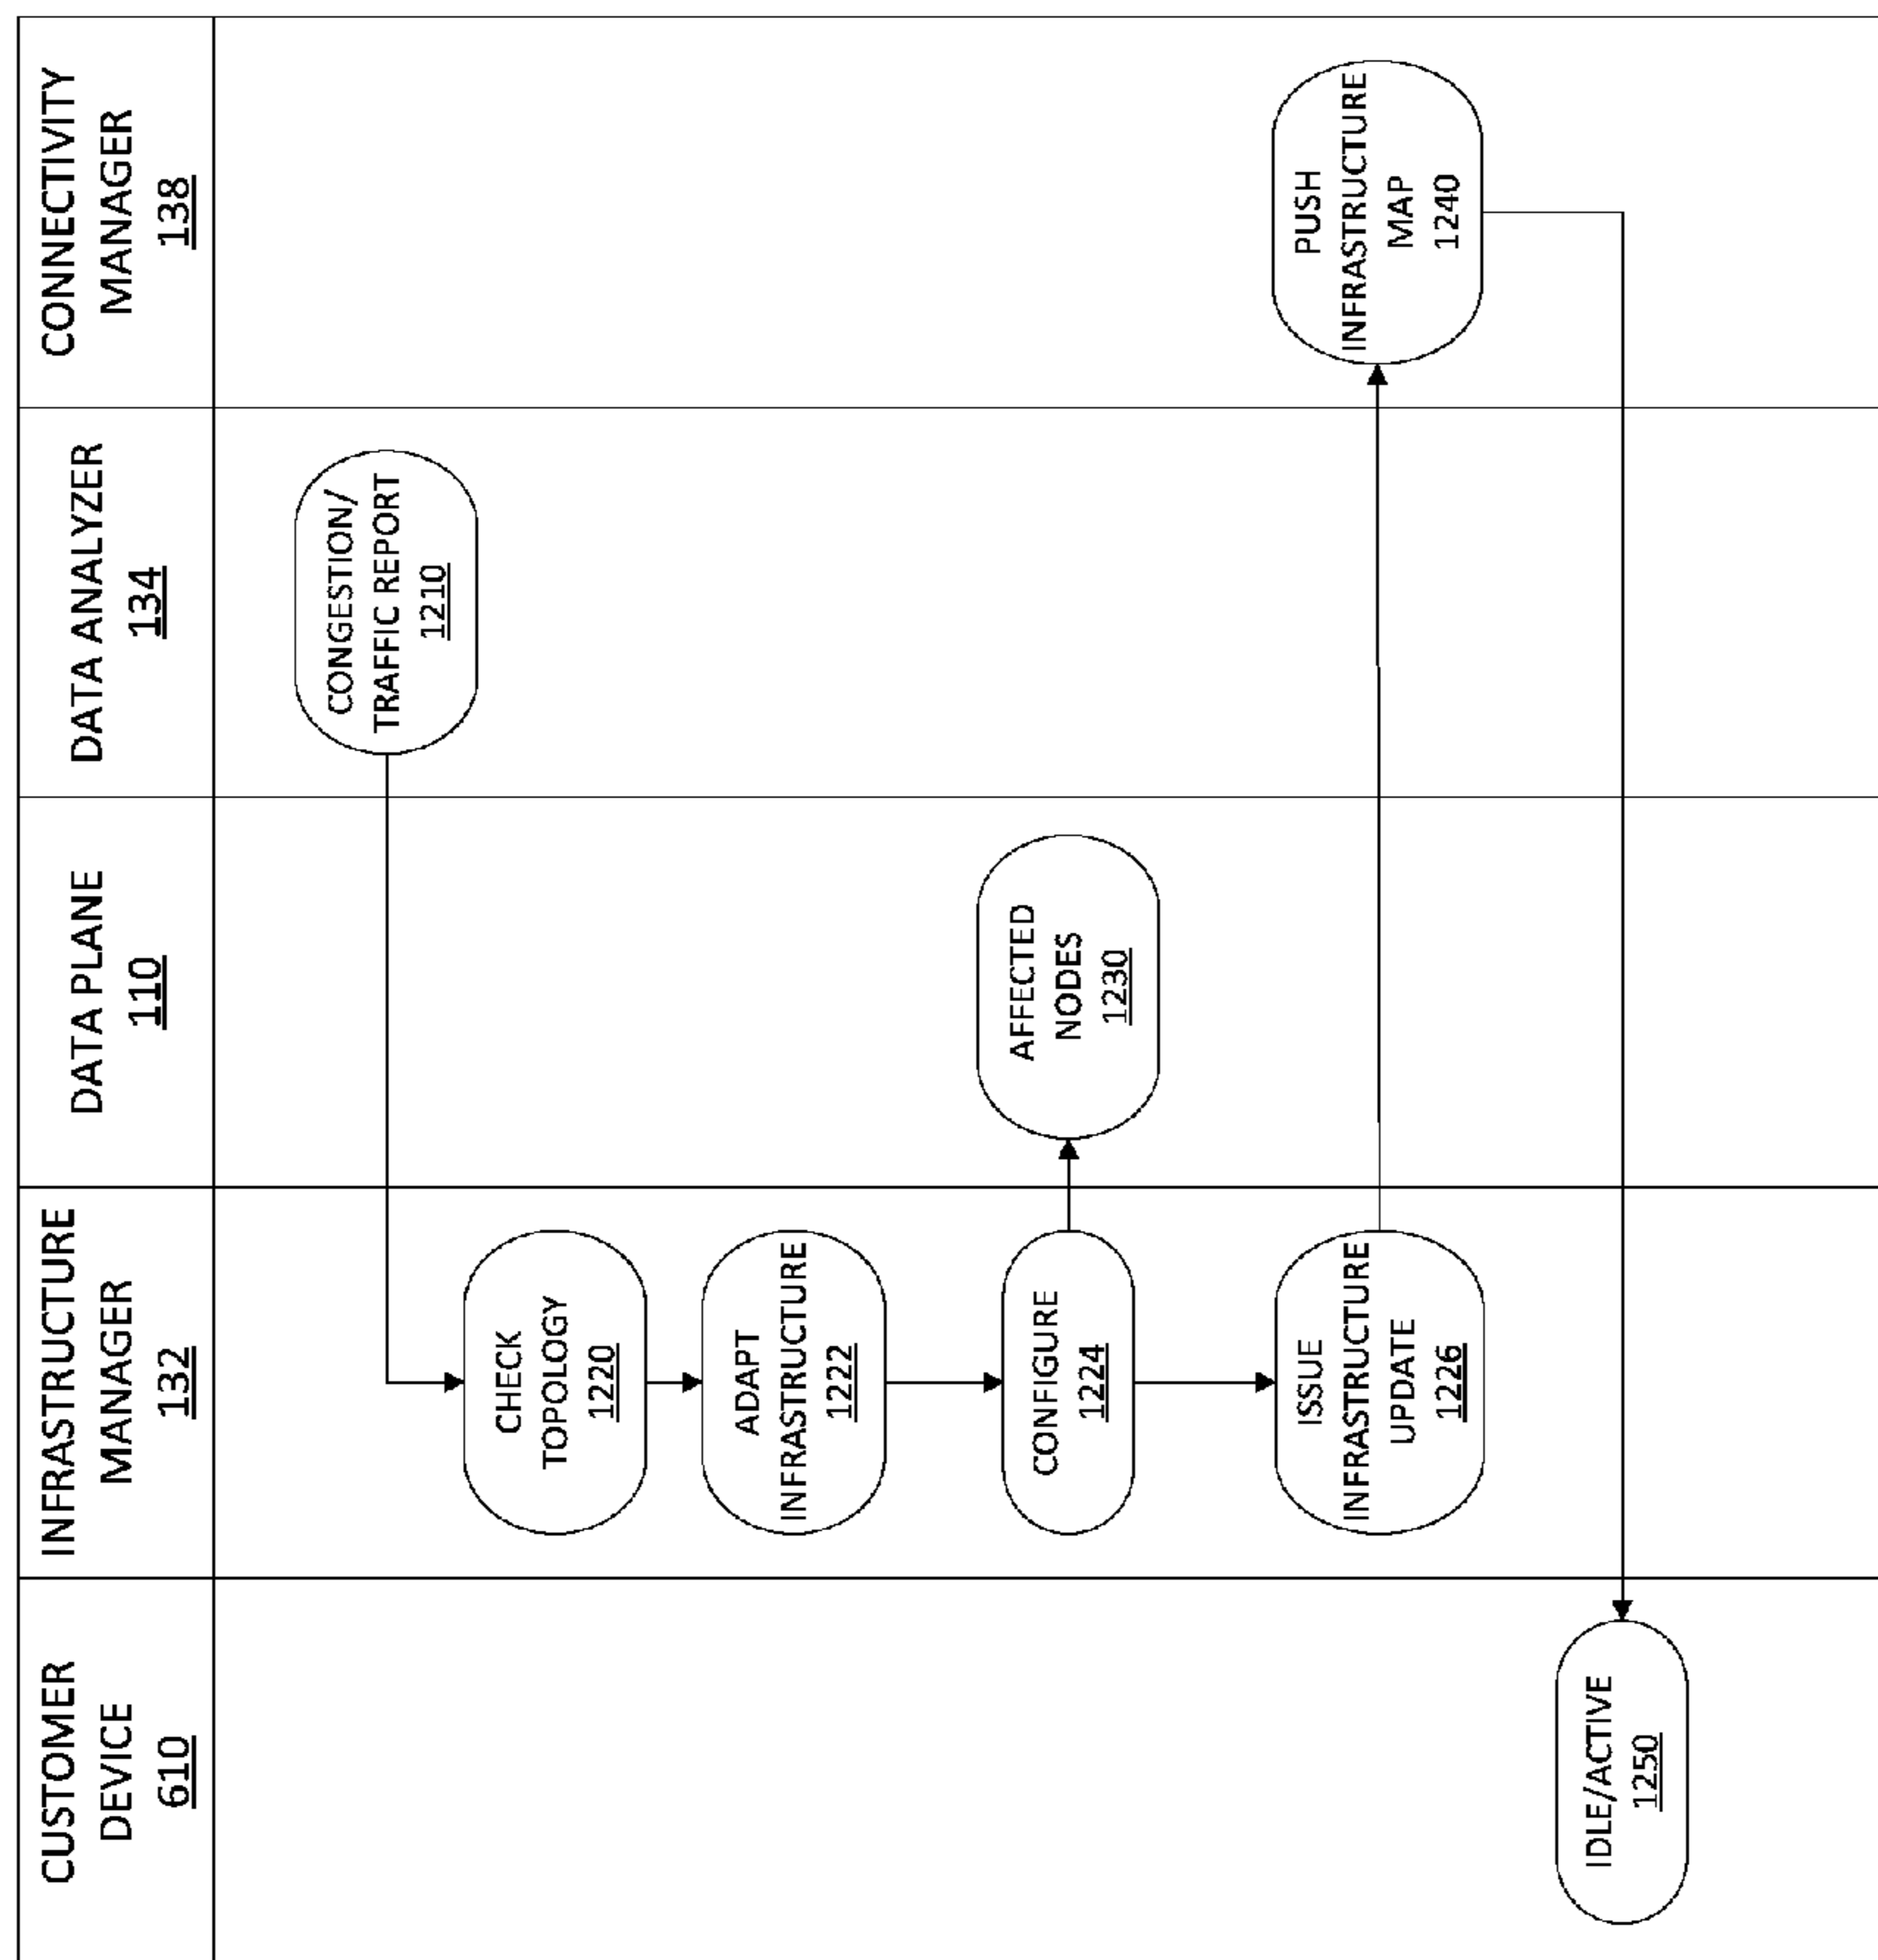 CUSTOMER
DEVICE
610
INFRASTRUCTURE
MANAGER
132
DATA PLANE
110
DATA ANALYZER
134
CONNECTIVITY
MANAGER
138
CONGESTION/
TRAFFIC REPORT
1210
CHECK
TOPOLOGY
1220
ADAPT
INFRASTRUCTURE
1222
CONFIGURE
1224
AFFECTED
NODES
1230
ISSUE
INFRASTRUCTURE
UPDATE
1226
PUSH
INFRASTRUCTURE
MAP
1240
IDLE/ACTIVE
1250